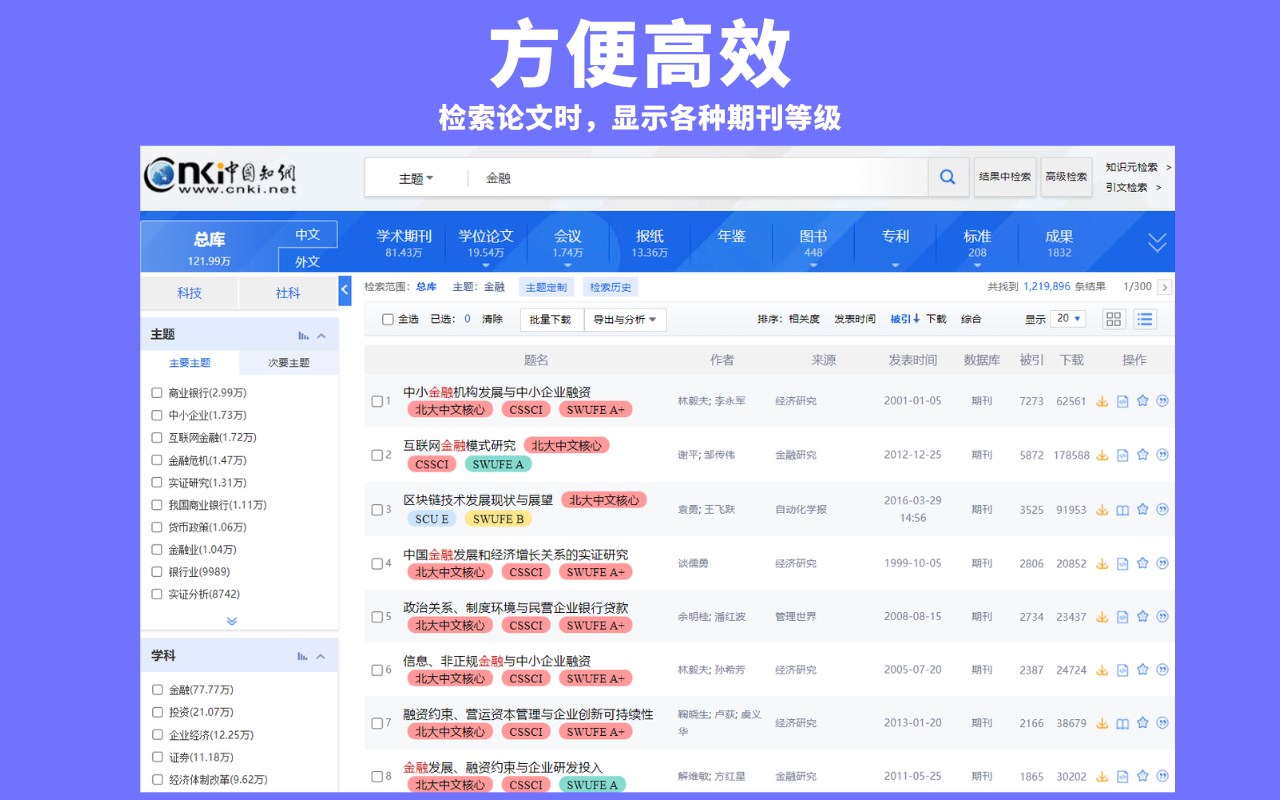 方便高效
检索论文时，显示各种期刊等级
cnki中国知网
www.cnki.net
主题 金融
结果中检索 高级检索
知识元检索 >
引文检索 >
总库
121.99万
中文
外文
学术期刊
81.43万
学位论文
19.54万
会议
1.74万
报纸
13.36万
年鉴
图书
448
专利
标准
208
成果
1832
科技 社科
检索范围：总库 主题：金融 主题定制 检索历史 共找到 1,219,896 条结果 1/300 >
全选 已选：0 清除 批量下载 导出与分析 排序：相关度 发表时间 被引↓ 下载 综合 显示 20
主题
主要主题 次要主题
商业银行(2.99万)
中小企业(1.73万)
互联网金融(1.72万)
金融危机(1.47万)
实证研究(1.31万)
我国商业银行(1.11万)
货币政策(1.06万)
金融业(1.04万)
银行业(9989)
实证分析(8742)
学科
金融(77.77万)
投资(21.07万)
企业经济(12.25万)
证券(11.18万)
经济体制改革(9.62万)
题名 作者 来源 发表时间 数据库 被引 下载 操作
1 中小金融机构发展与中小企业融资 林毅夫; 李永军 经济研究 2001-01-05 期刊 7273 62561
北大中文核心 CSSCI SWUFE A+
2 互联网金融模式研究 北大中文核心 谢平; 邹传伟 金融研究 2012-12-25 期刊 5872 178588
CSSCI SWUFE A
3 区块链技术发展现状与展望 北大中文核心 袁勇; 王飞跃 自动化学报 2016-03-29 14:56 期刊 3525 91953
SCU E SWUFE B
4 中国金融发展和经济增长关系的实证研究 谈儒勇 经济研究 1999-10-05 期刊 2806 20852
北大中文核心 CSSCI SWUFE A+
5 政治关系、制度环境与民营企业银行贷款 余明桂; 潘红波 管理世界 2008-08-15 期刊 2734 23437
北大中文核心 CSSCI SWUFE A+
6 信息、非正规金融与中小企业融资 林毅夫; 孙希芳 经济研究 2005-07-20 期刊 2387 24724
北大中文核心 CSSCI SWUFE A+
7 融资约束、营运资本管理与企业创新可持续性 鞠晓生; 卢荻; 虞义华 经济研究 2013-01-20 期刊 2166 38679
北大中文核心 CSSCI SWUFE A+
8 金融发展、融资约束与企业研发投入 解维敏; 方红星 金融研究 2011-05-25 期刊 1865 30202
北大中文核心 CSSCI SWUFE A